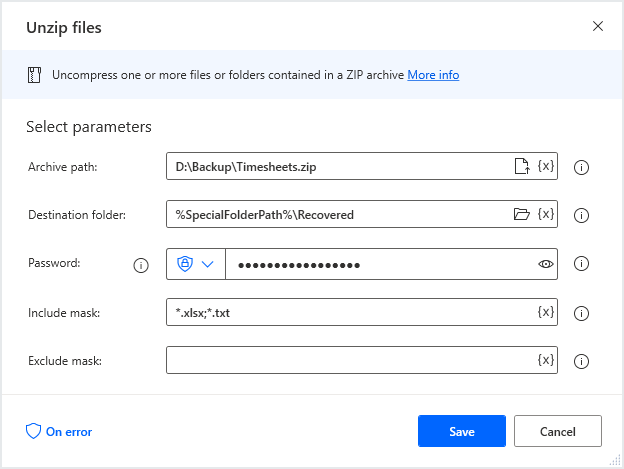 Unzip files
Uncompress one or more files or folders contained in a ZIP archive More info
Select parameters
Archive path: D:\Backup\Timesheets.zip {x}
Destination folder: %SpecialFolderPath%\Recovered {x}
Password: •••••••••••••••••
Include mask: *.xlsx;*.txt {x}
Exclude mask: {x}
On error Save Cancel